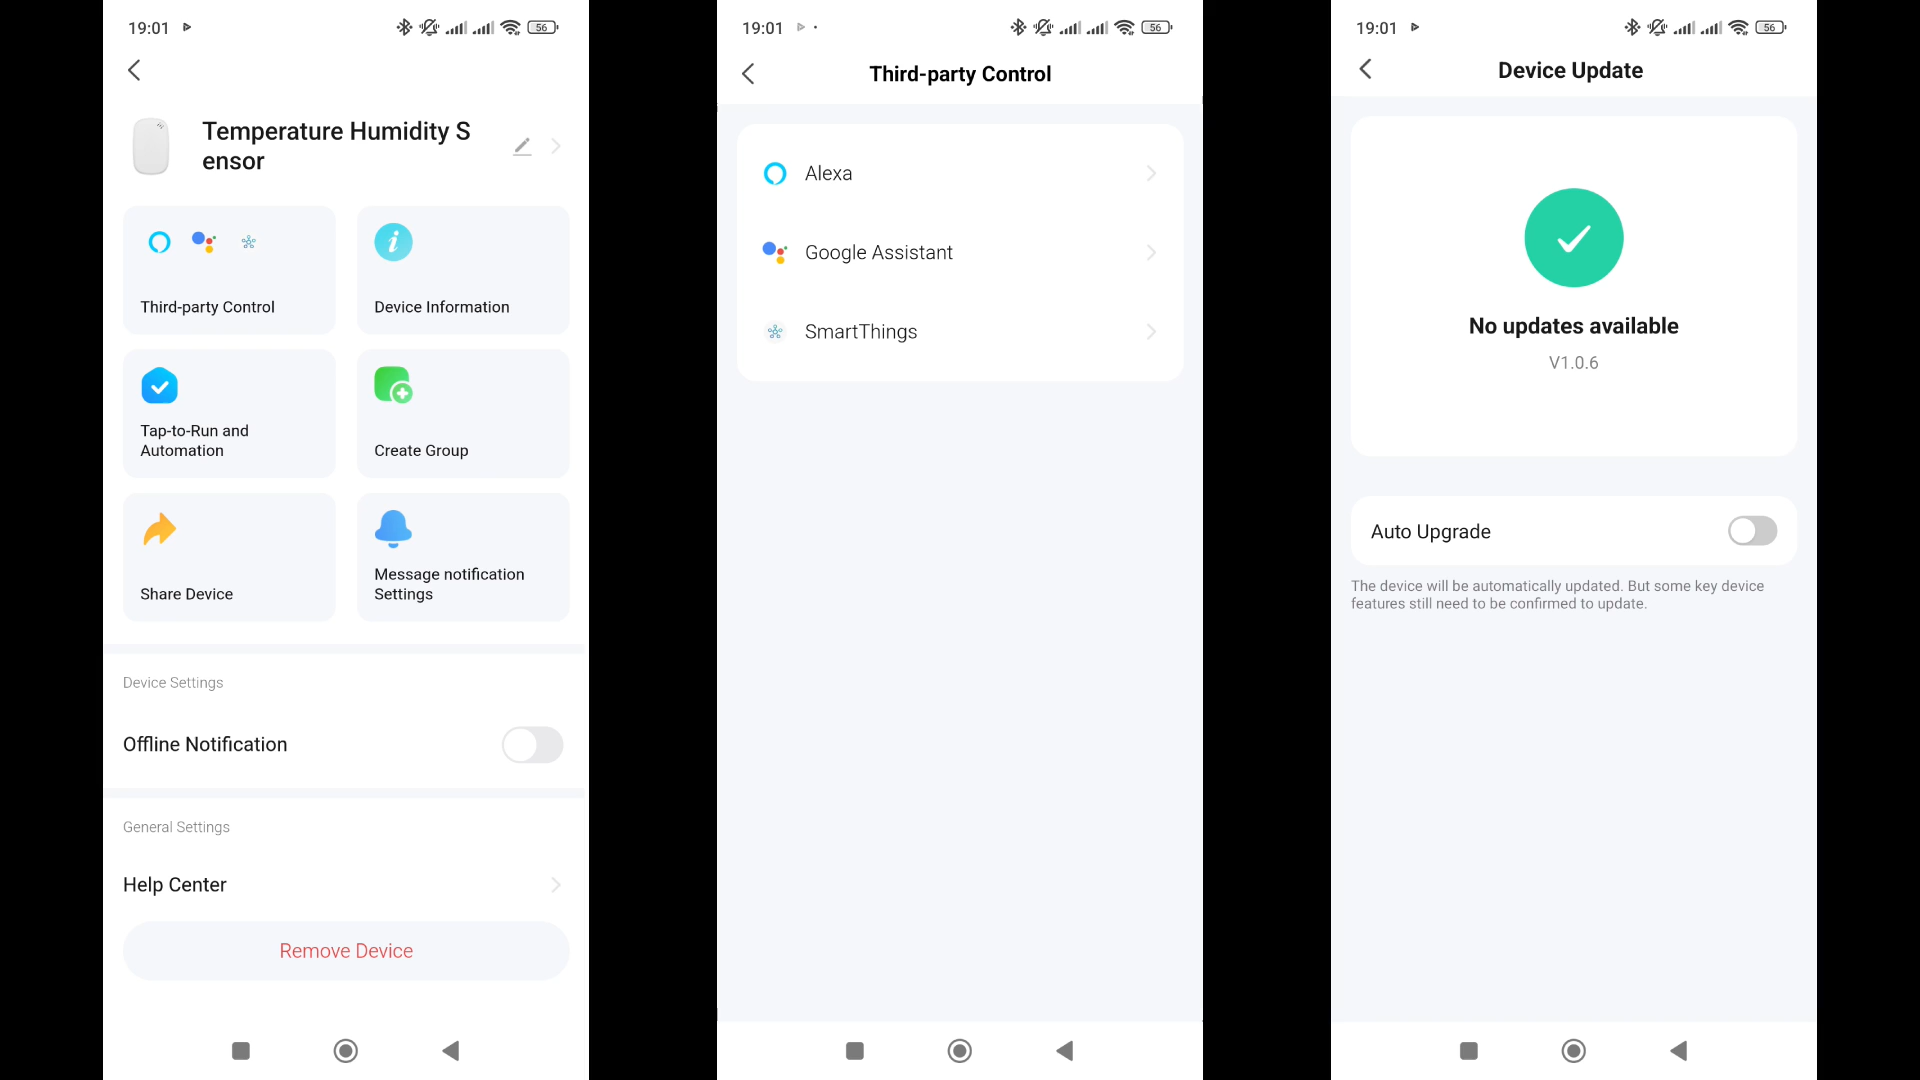 19:01
56
Temperature Humidity S
ensor
Third-party Control
Device Information
Tap-to-Run and
Automation
Create Group
Share Device
Message notification
Settings
Device Settings
Offline Notification
General Settings
Help Center
Remove Device
19:01
56
Third-party Control
Alexa
Google Assistant
SmartThings
19:01
56
Device Update
No updates available
V1.0.6
Auto Upgrade
The device will be automatically updated. But some key device
features still need to be confirmed to update.